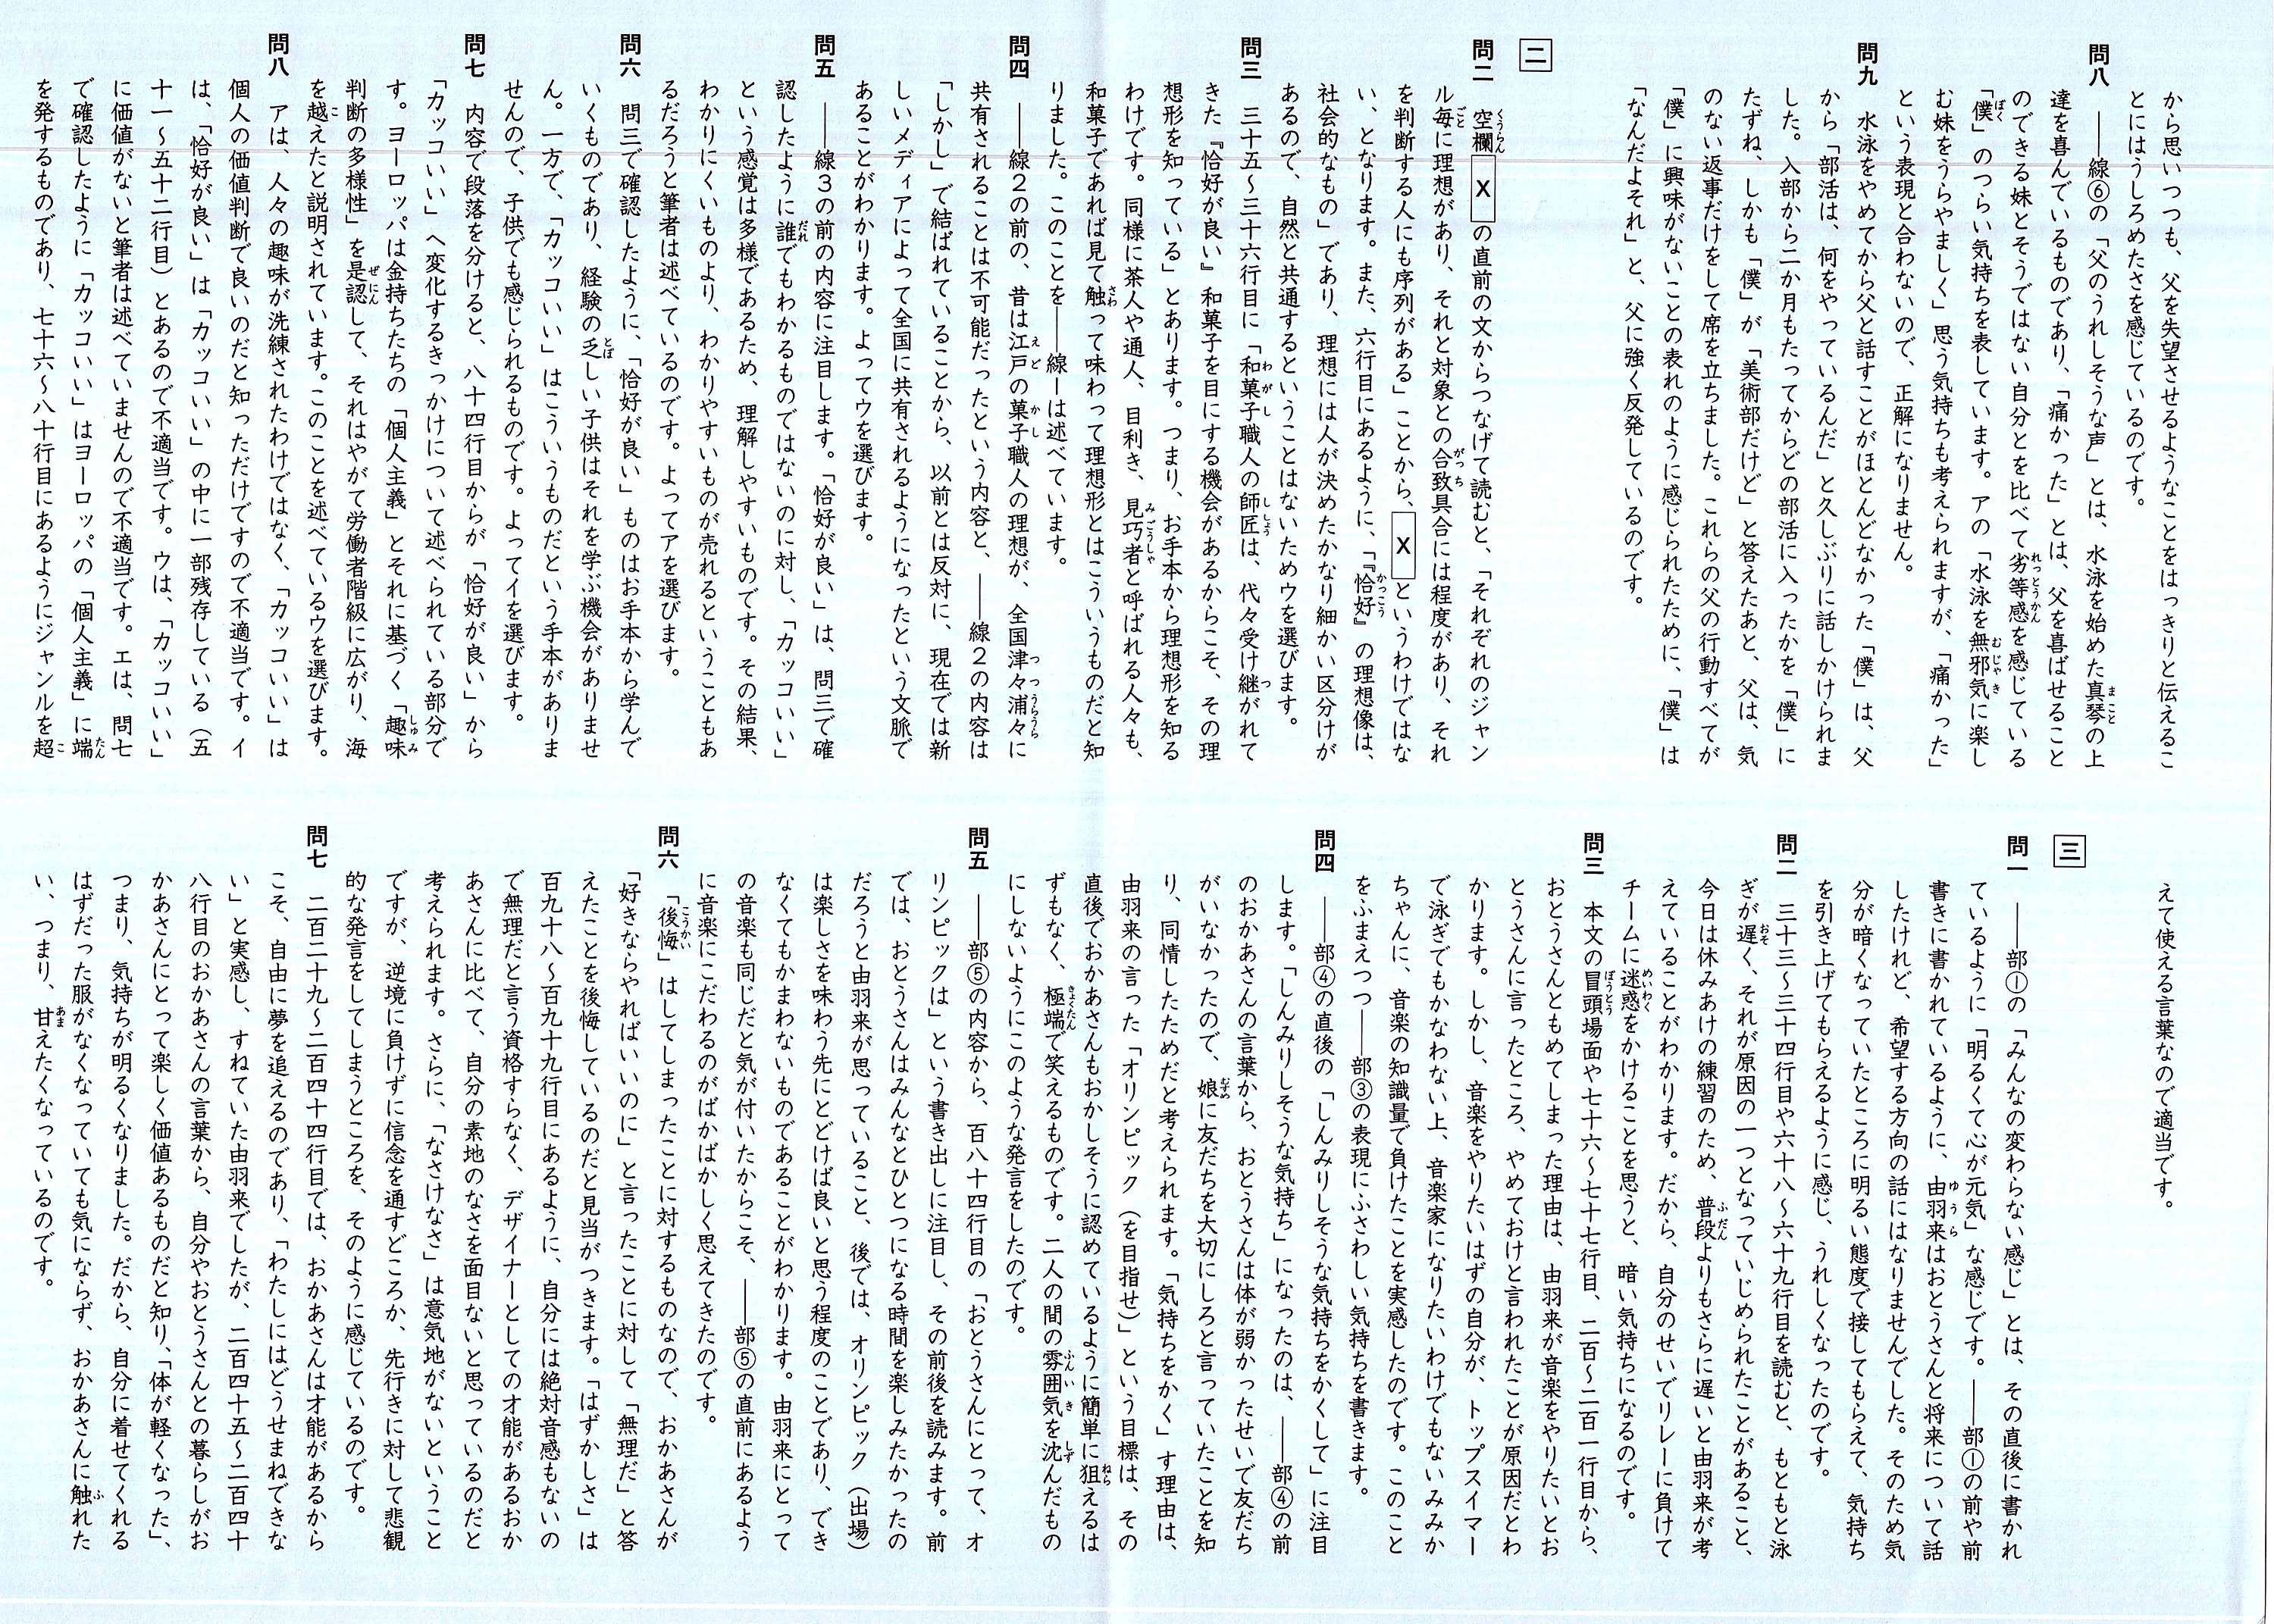 から思いつつも、父を失望させるようなことをはっきりと伝えるこ
とにはうしろめたさを感じているのです。
問八 ――線⑥の「父のうれしそうな声」とは、水泳を始めた真琴の上
達を喜んでいるものであり、「痛かった」とは、父を喜ばせること
のできる妹とそうではない自分とを比べて劣等感を感じている
「僕」のつらい気持ちを表しています。アの「水泳を無邪気に楽し
む妹をうらやましく」思う気持ちも考えられますが、「痛かった」
という表現と合わないので、正解になりません。
問九 水泳をやめてから父と話すことがほとんどなかった「僕」は、父
から「部活は、何をやっているんだ」と久しぶりに話しかけられま
した。入部から二か月もたってからどの部活に入ったかを「僕」に
たずね、しかも「僕」が「美術部だけど」と答えたあと、父は、気
のない返事だけをして席を立ちました。これらの父の行動すべてが
「僕」に興味がないことの表れのように感じられたために、「僕」は
「なんだよそれ」と、父に強く反発しているのです。
二
問二 空欄Xの直前の文からつなげて読むと、「それぞれのジャン
ル毎に理想があり、それと対象との合致具合には程度があり、それ
を判断する人にも序列がある」ことから、Xというわけではな
い、となります。また、六行目にあるように、『恰好』の理想像は、
社会的なもの」であり、理想には人が決めたかなり細かい区分けが
あるので、自然と共通するということはないためウを選びます。
問三 三十五〜三十六行目に「和菓子職人の師匠は、代々受け継がれて
きた『恰好が良い』和菓子を目にする機会があるからこそ、その理
想形を知っている」とあります。つまり、お手本から理想形を知る
わけです。同様に茶人や通人、目利き、見巧者と呼ばれる人々も、
和菓子であれば見て触って味わって理想形とはこういうものだと知
りました。このことを――線1は述べています。
問四 ――線2の前の、昔は江戸の菓子職人の理想が、全国津々浦々に
共有されることは不可能だったという内容と、――線2の内容は
「しかし」で結ばれていることから、以前とは反対に、現在では新
しいメディアによって全国に共有されるようになったという文脈で
あることがわかります。よってウを選びます。
問五 ――線3の前の内容に注目します。「恰好が良い」は、問三で確
認したように誰でもわかるものではないのに対し、「カッコいい」
という感覚は多様であるため、理解しやすいものです。その結果、
わかりにくいものより、わかりやすいものが売れるということもあ
るだろうと筆者は述べているのです。よってアを選びます。
問六 問三で確認したように、「恰好が良い」ものはお手本から学んで
いくものであり、経験の乏しい子供はそれを学ぶ機会がありませ
ん。一方で、「カッコいい」はこういうものだという手本がありま
せんので、子供でも感じられるものです。よってイを選びます。
問七 内容で段落を分けると、八十四行目からが「恰好が良い」から
「カッコいい」へ変化するきっかけについて述べられている部分で
す。ヨーロッパは金持ちたちの「個人主義」とそれに基づく「趣味
判断の多様性」を是認して、それはやがて労働者階級に広がり、海
を越えたと説明されています。このことを述べているウを選びます。
問八 アは、人々の趣味が洗練されたわけではなく、「カッコいい」は
個人の価値判断で良いのだと知っただけですので不適当です。イ
は、「恰好が良い」は「カッコいい」の中に一部残存している（五
十一〜五十二行目）とあるので不適当です。ウは、「カッコいい」
に価値がないと筆者は述べていませんので不適当です。エは、問七
で確認したように「カッコいい」はヨーロッパの「個人主義」に端
を発するものであり、七十六〜八十行目にあるようにジャンルを超
えて使える言葉なので適当です。
三
問一 ――部①の「みんなの変わらない感じ」とは、その直後に書かれ
ているように「明るくて心が元気」な感じです。――部①の前や前
書きに書かれているように、由羽来はおとうさんと将来について話
したけれど、希望する方向の話にはなりませんでした。そのため気
分が暗くなっていたところに明るい態度で接してもらえて、気持ち
を引き上げてもらえるように感じ、うれしくなったのです。
問二 三十三〜三十四行目や六十八〜六十九行目を読むと、もともと泳
ぎが遅く、それが原因の一つとなっていじめられたことがあること、
今日は休みあけの練習のため、普段よりもさらに遅いと由羽来が考
えていることがわかります。だから、自分のせいでリレーに負けて
チームに迷惑をかけることを思うと、暗い気持ちになるのです。
問三 本文の冒頭場面や七十六〜七十七行目、二百〜二百一行目から、
おとうさんともめてしまった理由は、由羽来が音楽をやりたいとお
とうさんに言ったところ、やめておけと言われたことが原因だとわ
かります。しかし、音楽をやりたいはずの自分が、トップスイマー
で泳ぎでもかなわない上、音楽家になりたいわけでもないみみか
ちゃんに、音楽の知識量で負けたことを実感したのです。このこと
をふまえつつ――部③の表現にふさわしい気持ちを書きます。
問四 ――部④の直後の「しんみりしそうな気持ちをかくして」に注目
します。「しんみりしそうな気持ち」になったのは、――部④の前
のおかあさんの言葉から、おとうさんは体が弱かったせいで友だち
がいなかったので、娘に友だちを大切にしろと言っていたことを知
り、同情したためだと考えられます。「気持ちをかく」す理由は、
由羽来の言った「オリンピック（を目指せ）」という目標は、その
直後でおかあさんもおかしそうに認めているように簡単に狙えるは
ずもなく、極端で笑えるものです。二人の間の雰囲気を沈んだもの
にしないようにこのような発言をしたのです。
問五 ――部⑤の内容から、百八十四行目の「おとうさんにとって、オ
リンピックは」という書き出しに注目し、その前後を読みます。前
では、おとうさんはみんなとひとつになる時間を楽しみたかったの
だろうと由羽来が思っていること、後では、オリンピック（出場）
は楽しさを味わう先にとどけば良いと思う程度のことであり、でき
なくてもかまわないものであることがわかります。由羽来にとって
の音楽も同じだと気が付いたからこそ、――部⑤の直前にあるよう
に音楽にこだわるのがばかばかしく思えてきたのです。
問六 「後悔」はしてしまったことに対するものなので、おかあさんが
「好きならやればいいのに」と言ったことに対して「無理だ」と答
えたことを後悔しているのだと見当がつきます。「はずかしさ」は
百九十八〜百九十九行目にあるように、自分には絶対音感もないの
で無理だと言う資格すらなく、デザイナーとしての才能があるおか
あさんに比べて、自分の素地のなさを面目ないと思っているのだと
考えられます。さらに、「なさけなさ」は意気地がないということ
ですが、逆境に負けずに信念を通すどころか、先行きに対して悲観
的な発言をしてしまうところを、そのように感じているのです。
問七 二百二十九〜二百四十四行目では、おかあさんは才能があるから
こそ、自由に夢を追えるのであり、「わたしにはどうせまねできな
い」と実感し、すねていた由羽来でしたが、二百四十五〜二百四十
八行目のおかあさんの言葉から、自分やおとうさんとの暮らしがお
かあさんにとって楽しく価値あるものだと知り、「体が軽くなった」、
つまり、気持ちが明るくなりました。だから、自分に着せてくれる
はずだった服がなくなっていても気にならず、おかあさんに触れた
い、つまり、甘えたくなっているのです。